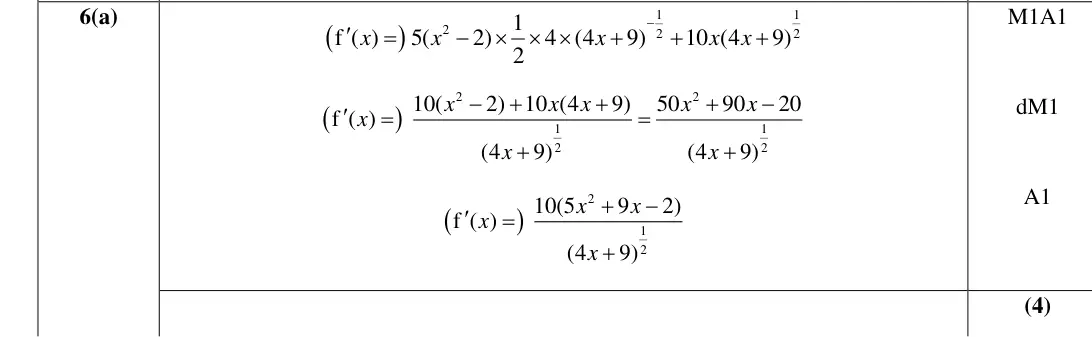 6(a) (f ′(x) =) 5(x² − 2) × 1/2 × 4 × (4x + 9)^(−1/2) + 10x(4x + 9)^(1/2) M1A1
(f ′(x) =) (10(x² − 2) + 10x(4x + 9))/(4x + 9)^(1/2) = (50x² + 90x − 20)/(4x + 9)^(1/2) dM1
(f ′(x) =) 10(5x² + 9x − 2)/(4x + 9)^(1/2) A1
(4)